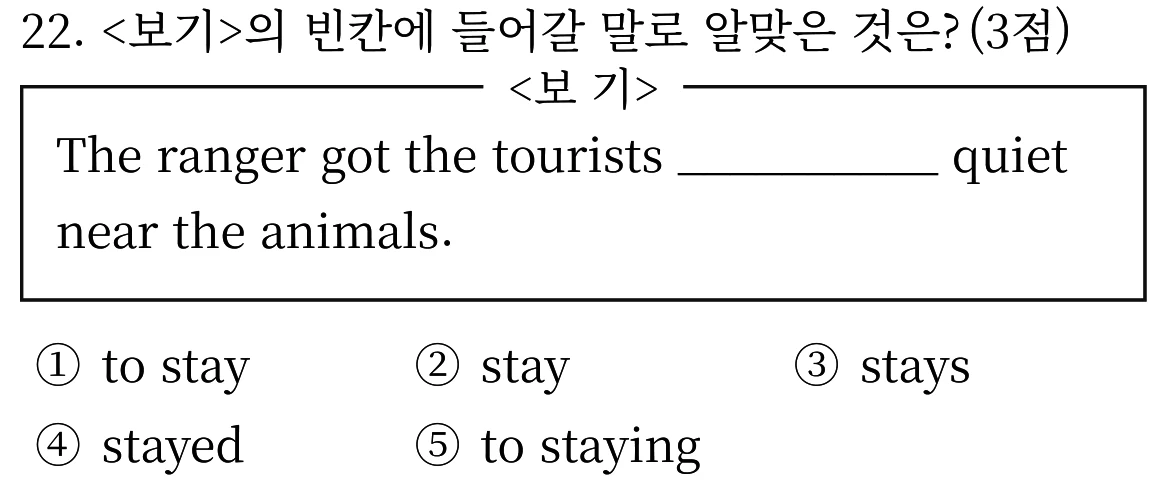 22. <보기>의 빈칸에 들어갈 말로 알맞은 것은?(3점)
<보 기>
The ranger got the tourists __________ quiet
near the animals.
① to stay ② stay ③ stays
④ stayed ⑤ to staying